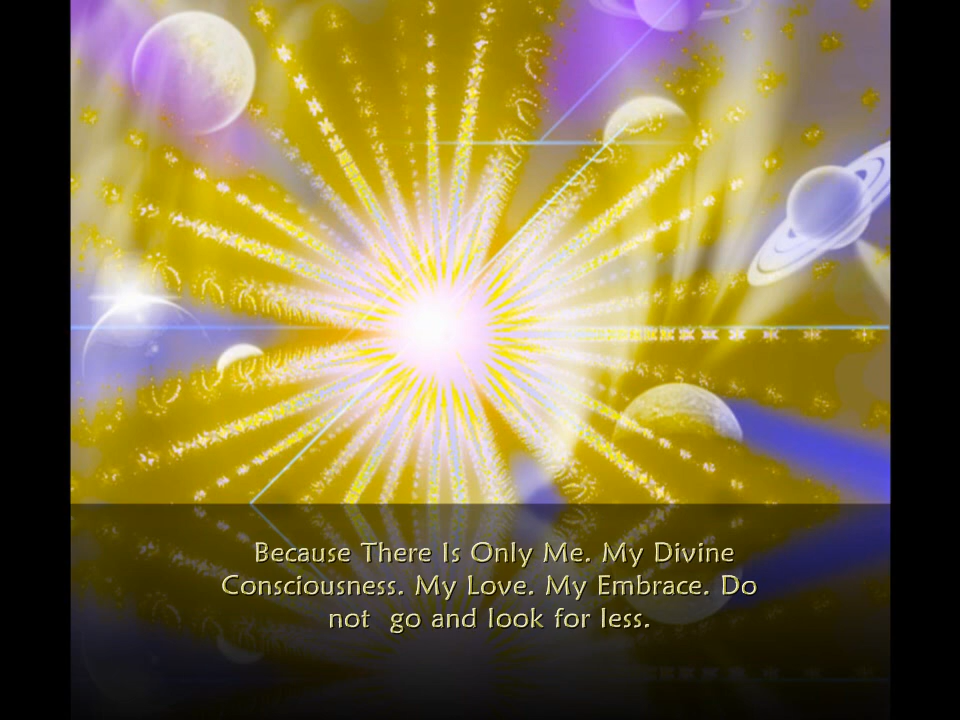 Because There Is Only Me. My Divine
Consciousness. My Love. My Embrace. Do
not  go and look for less.